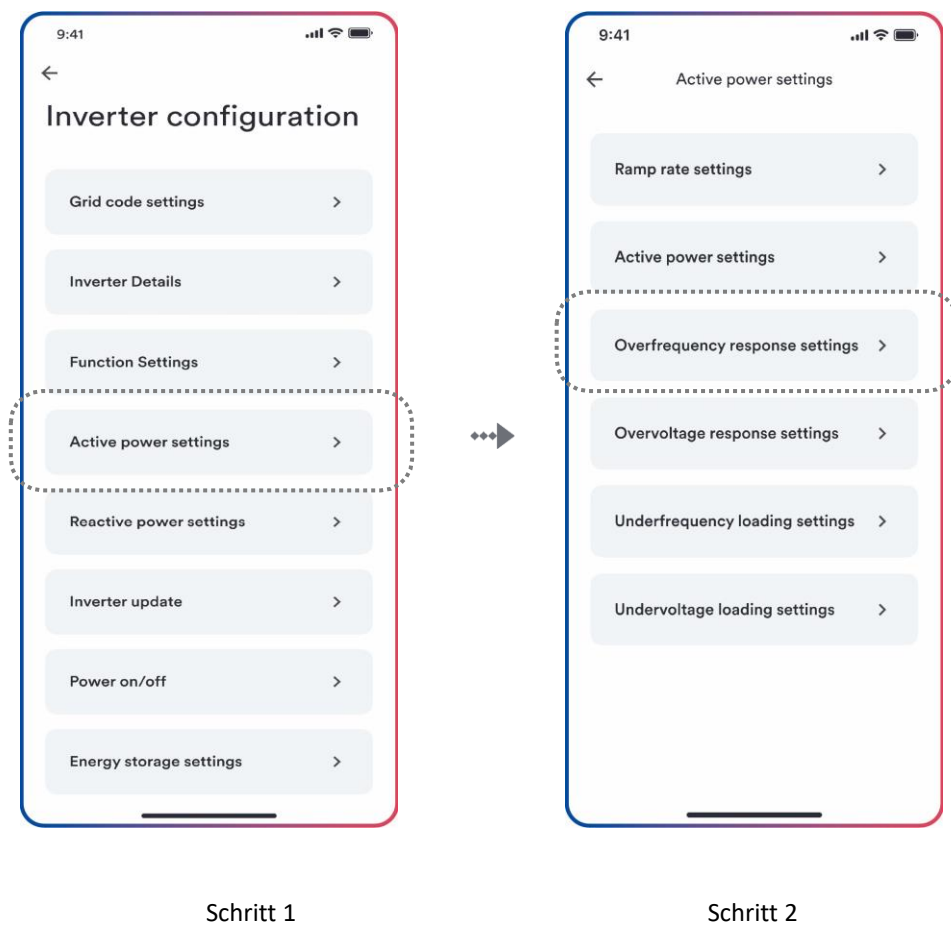 9:41
Inverter configuration
Grid code settings
Inverter Details
Function Settings
Active power settings
Reactive power settings
Inverter update
Power on/off
Energy storage settings
Schritt 1
9:41
Active power settings
Ramp rate settings
Active power settings
Overfrequency response settings
Overvoltage response settings
Underfrequency loading settings
Undervoltage loading settings
Schritt 2